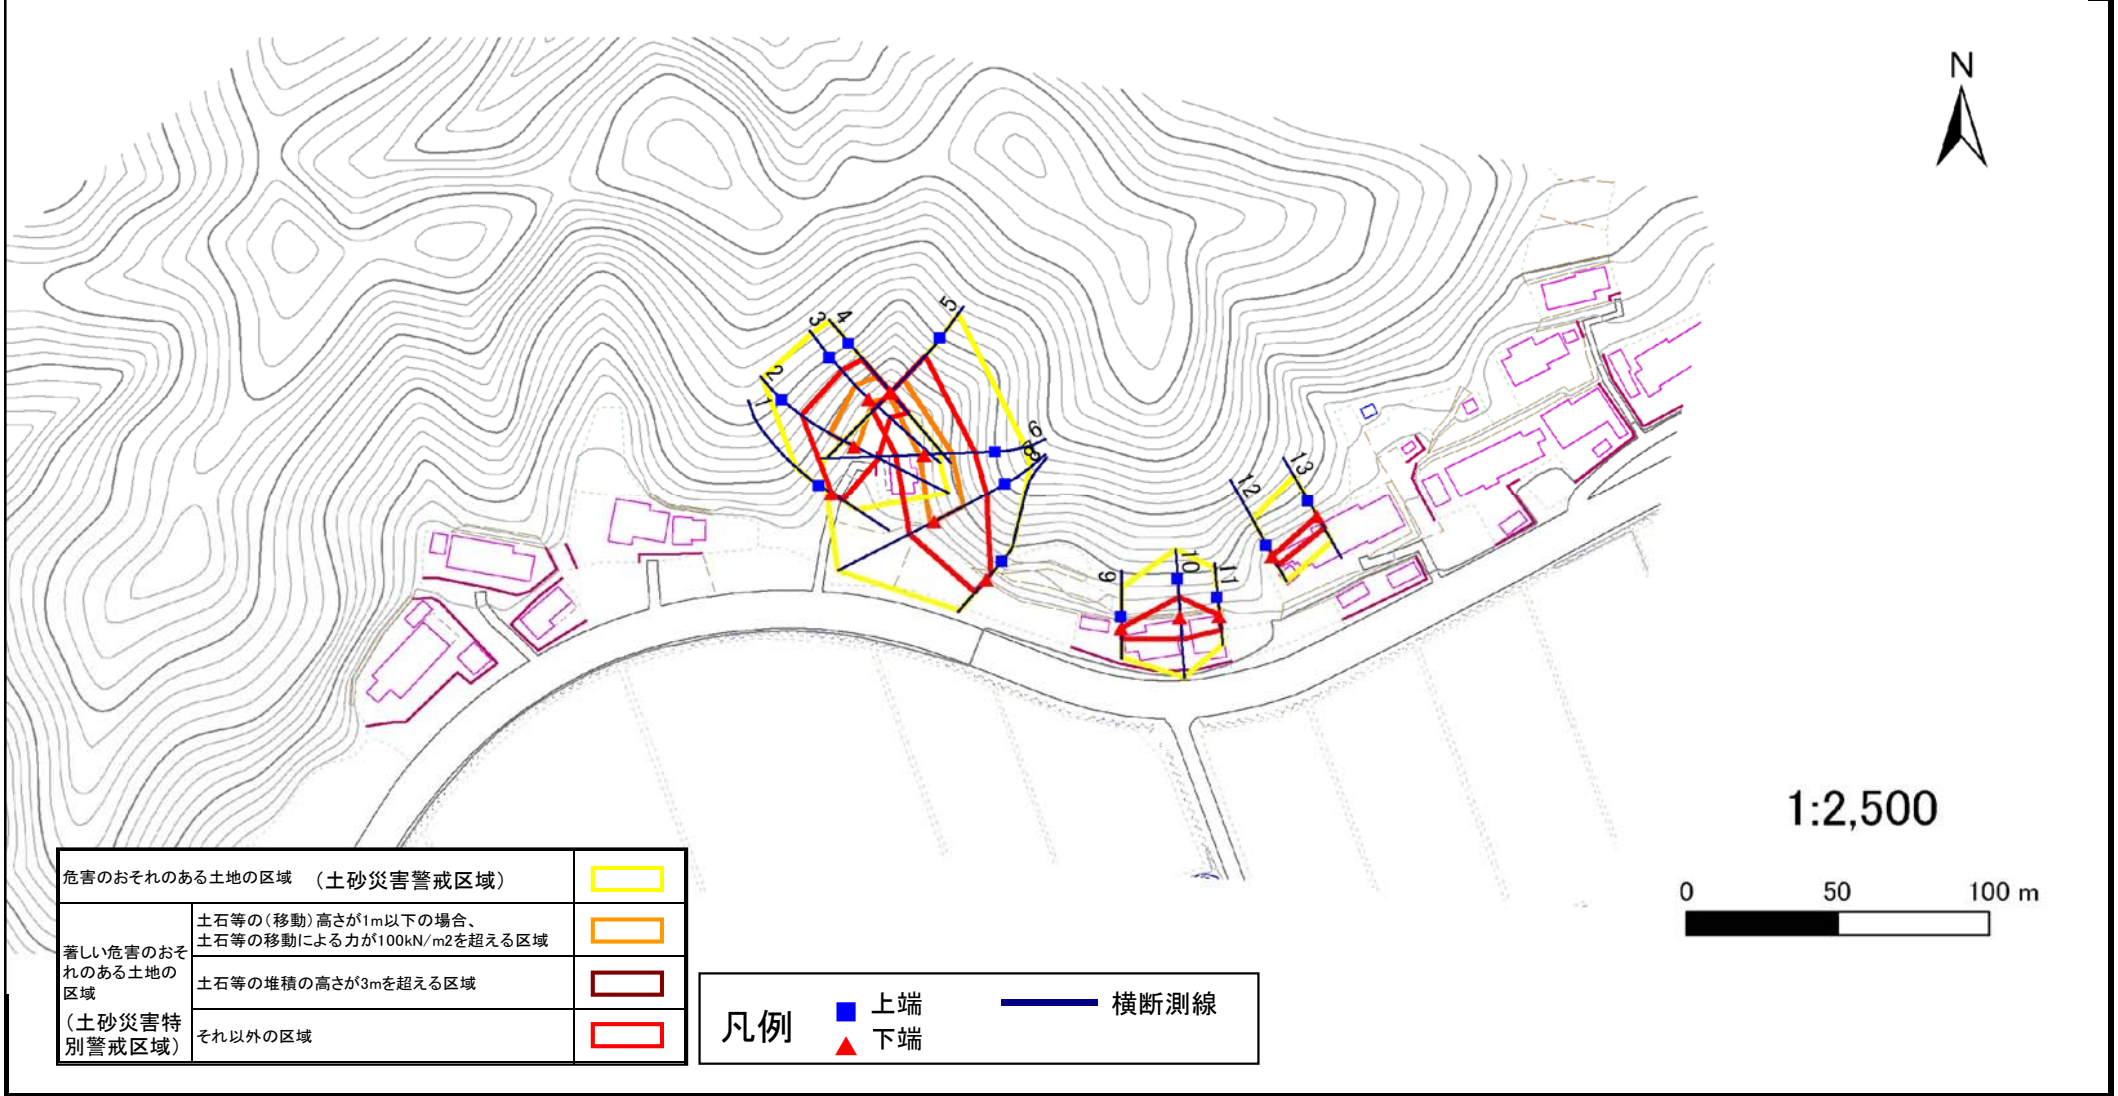 N
5
4
3
2
1
6
8
13
12
10
11
9
1:2,500
0 50 100 m
危害のおそれのある土地の区域 (土砂災害警戒区域)
著しい危害のおそれのある土地の区域
(土砂災害特別警戒区域)
土石等の(移動)高さが1m以下の場合、
土石等の移動による力が100kN/m2を超える区域
土石等の堆積の高さが3mを超える区域
それ以外の区域
凡例
上端
下端
横断測線